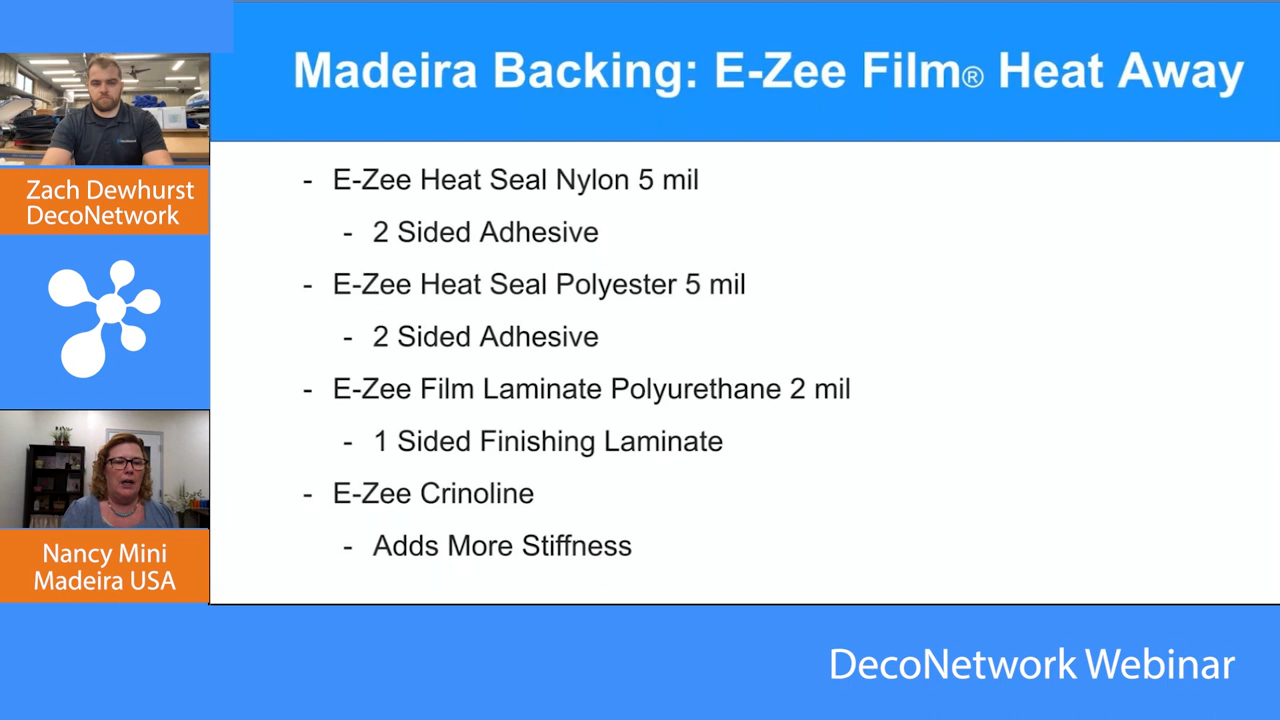 Madeira Backing: E-Zee Film® Heat Away
Zach Dewhurst
DecoNetwork
Nancy Mini
Madeira USA
- E-Zee Heat Seal Nylon 5 mil
- 2 Sided Adhesive
- E-Zee Heat Seal Polyester 5 mil
- 2 Sided Adhesive
- E-Zee Film Laminate Polyurethane 2 mil
- 1 Sided Finishing Laminate
- E-Zee Crinoline
- Adds More Stiffness
DecoNetwork Webinar